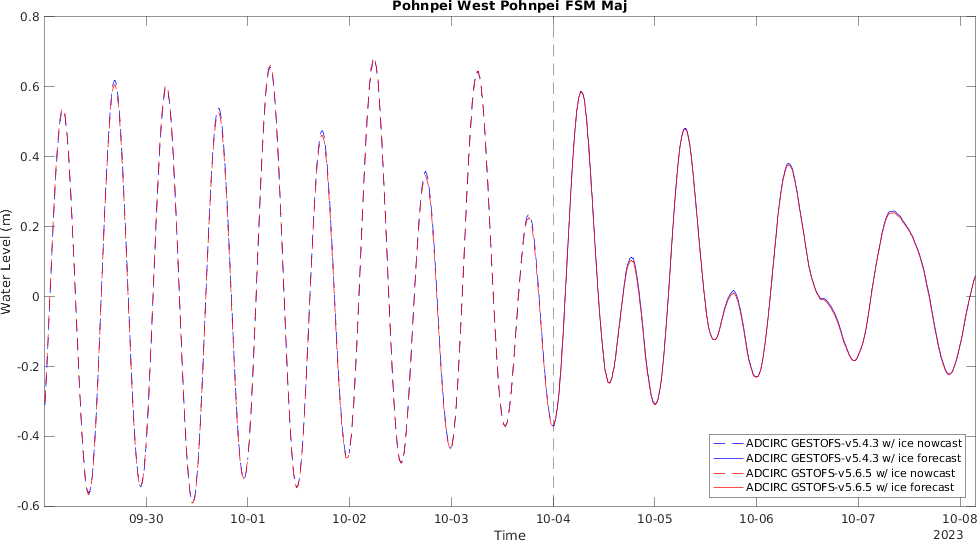 Pohnpei West Pohnpei FSM Maj
0.8
0.6
0.4
0.2
0
-0.2
-0.4
-0.6
Water Level (m)
ADCIRC GESTOFS-v5.4.3 w/ ice nowcast
ADCIRC GESTOFS-v5.4.3 w/ ice forecast
ADCIRC GSTOFS-v5.6.5 w/ ice nowcast
ADCIRC GSTOFS-v5.6.5 w/ ice forecast
09-30 10-01 10-02 10-03 10-04 10-05 10-06 10-07 10-08
Time
2023